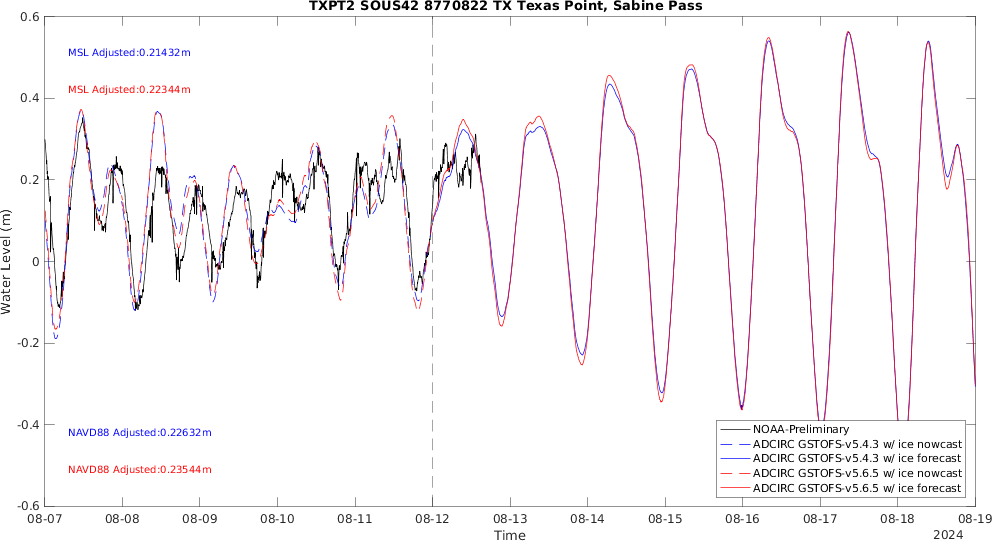 TXPT2 SOUS42 8770822 TX Texas Point, Sabine Pass
0.6
0.4
0.2
0
-0.2
-0.4
-0.6
Water Level (m)
MSL Adjusted:0.21432m
MSL Adjusted:0.22344m
NAVD88 Adjusted:0.22632m
NAVD88 Adjusted:0.23544m
NOAA-Preliminary
ADCIRC GSTOFS-v5.4.3 w/ ice nowcast
ADCIRC GSTOFS-v5.4.3 w/ ice forecast
ADCIRC GSTOFS-v5.6.5 w/ ice nowcast
ADCIRC GSTOFS-v5.6.5 w/ ice forecast
08-07 08-08 08-09 08-10 08-11 08-12 08-13 08-14 08-15 08-16 08-17 08-18 08-19
Time
2024